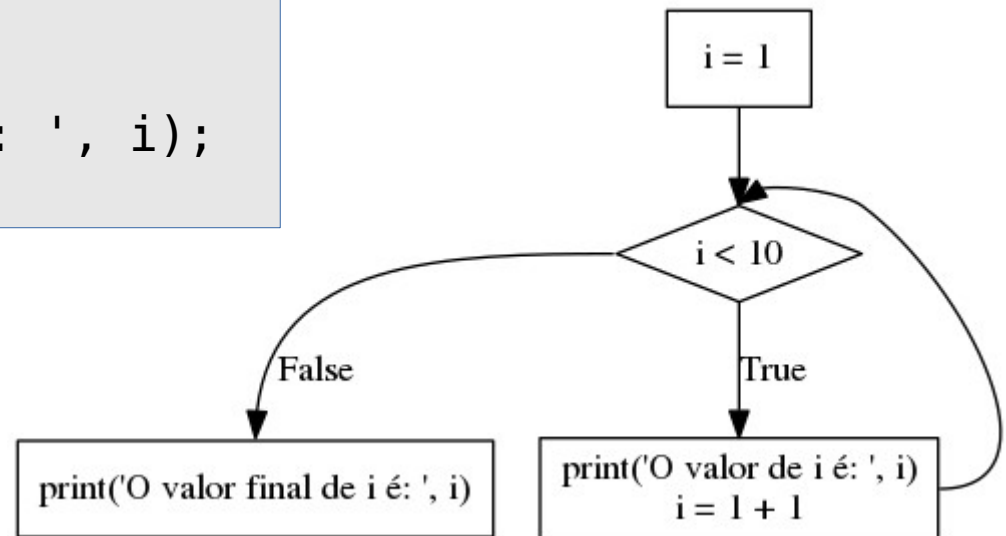 : ', i);
i = 1
i < 10
False
True
print('O valor final de i é: ', i)
print('O valor de i é: ', i)
i = 1 + 1